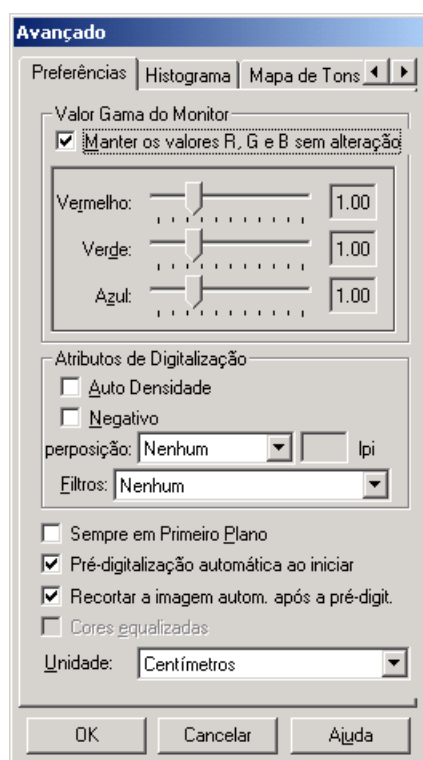 Avançado
Preferências Histograma Mapa de Tons
Valor Gama do Monitor
Manter os valores R, G e B sem alteração
Vermelho: 1.00
Verde: 1.00
Azul: 1.00
Atributos de Digitalização
Auto Densidade
Negativo
perposição: Nenhum lpi
Filtros: Nenhum
Sempre em Primeiro Plano
Pré-digitalização automática ao iniciar
Recortar a imagem autom. após a pré-digit.
Cores equalizadas
Unidade: Centímetros
OK Cancelar Ajuda